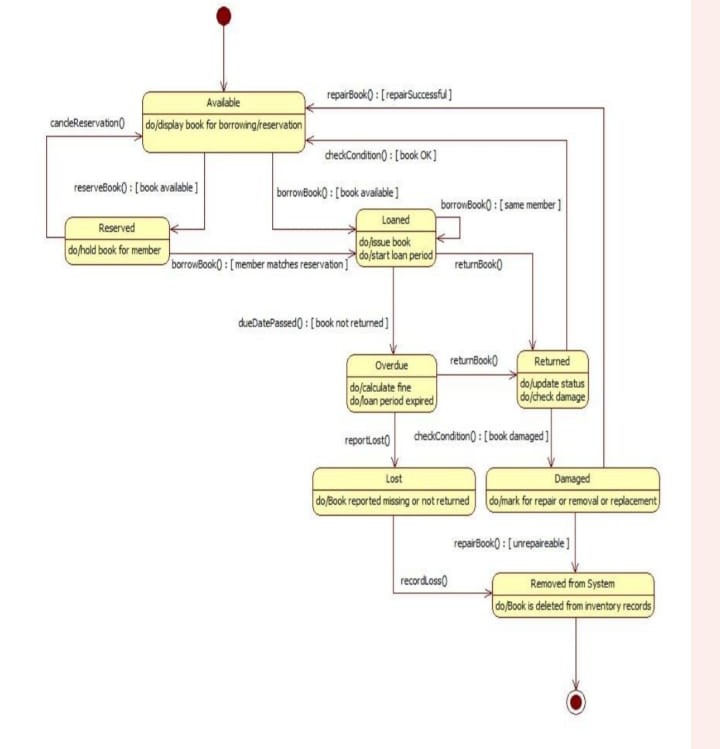 repairBook() : [ repairSuccessful ]
Available
do/display book for borrowing/reservation
cancleReservation()
checkCondition() : [ book OK ]
reserveBook() : [ book available ]
borrowBook() : [ book available ]
borrowBook() : [ same member ]
Reserved
do/hold book for member
Loaned
do/issue book
do/start loan period
borrowBook() : [ member matches reservation ]
returnBook()
dueDatePassed() : [ book not returned ]
Overdue
do/calculate fine
do/loan period expired
returnBook()
Returned
do/update status
do/check damage
reportLost()
checkCondition() : [ book damaged ]
Lost
do/Book reported missing or not returned
Damaged
do/mark for repair or removal or replacement
repairBook() : [ unrepaireable ]
recordLoss()
Removed from System
do/Book is deleted from inventory records